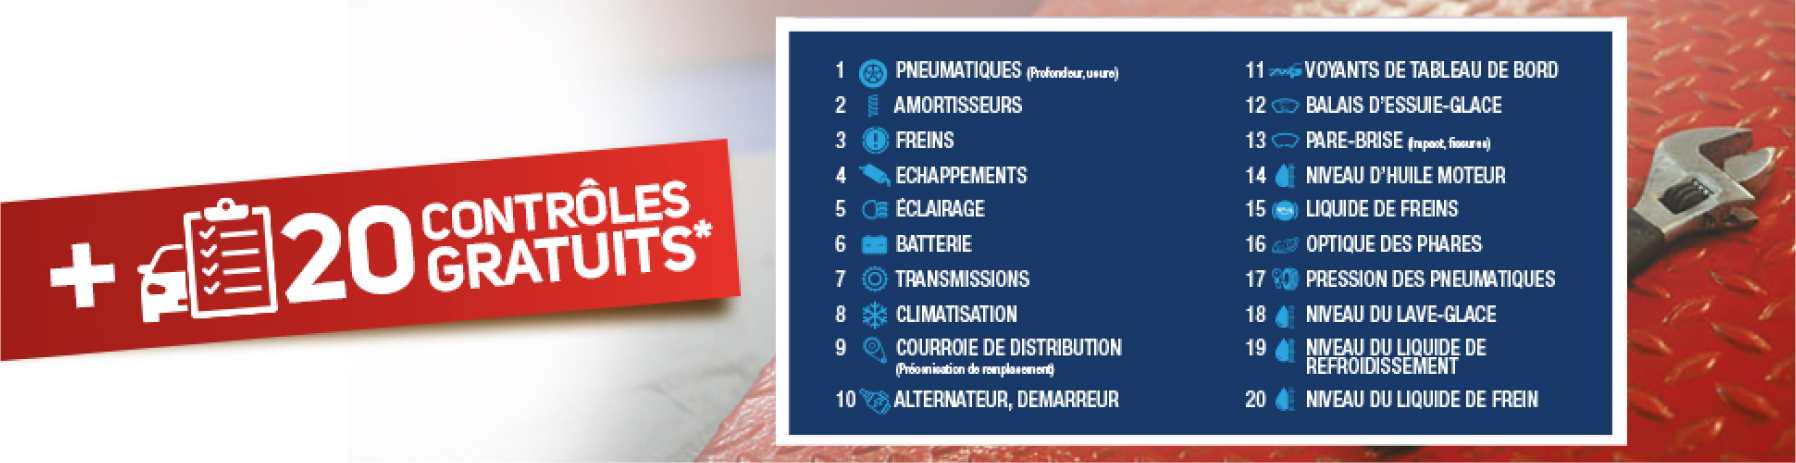 + 20 CONTRÔLES
GRATUITS*
1 PNEUMATIQUES (Profondeur, usure)
2 AMORTISSEURS
3 FREINS
4 ECHAPPEMENTS
5 ÉCLAIRAGE
6 BATTERIE
7 TRANSMISSIONS
8 CLIMATISATION
9 COURROIE DE DISTRIBUTION
(Préconisation de remplacement)
10 ALTERNATEUR, DEMARREUR
11 VOYANTS DE TABLEAU DE BORD
12 BALAIS D'ESSUIE-GLACE
13 PARE-BRISE (Impact, fissures)
14 NIVEAU D'HUILE MOTEUR
15 LIQUIDE DE FREINS
16 OPTIQUE DES PHARES
17 PRESSION DES PNEUMATIQUES
18 NIVEAU DU LAVE-GLACE
19 NIVEAU DU LIQUIDE DE
REFROIDISSEMENT
20 NIVEAU DU LIQUIDE DE FREIN